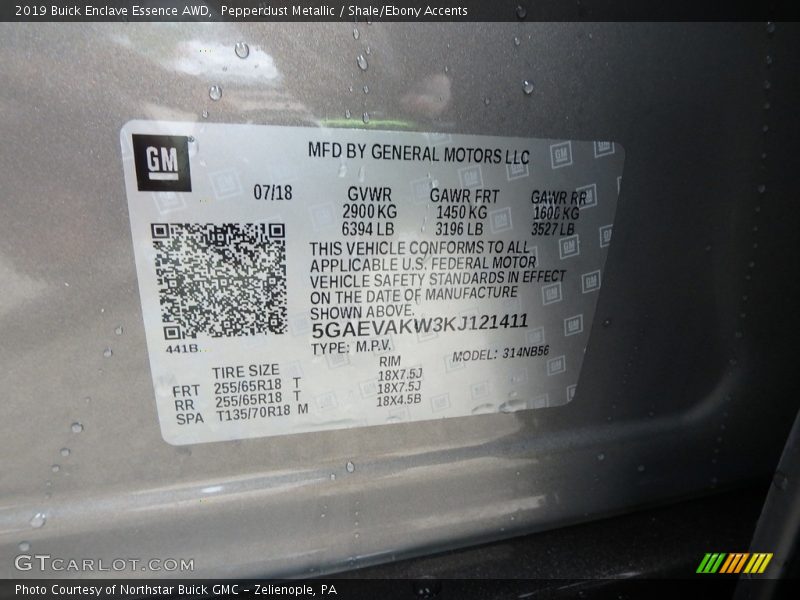 2019 Buick Enclave Essence AWD, Pepperdust Metallic / Shale/Ebony Accents
GM
MFD BY GENERAL MOTORS LLC
07/18
GVWR GAWR FRT GAWR RR
2900 KG 1450 KG 1600 KG
6394 LB 3196 LB 3527 LB
THIS VEHICLE CONFORMS TO ALL
APPLICABLE U.S. FEDERAL MOTOR
VEHICLE SAFETY STANDARDS IN EFFECT
ON THE DATE OF MANUFACTURE
SHOWN ABOVE.
5GAEVAKW3KJ121411
441B
TYPE: M.P.V. MODEL: 314NB56
TIRE SIZE RIM
FRT 255/65R18 T 18X7.5J
RR 255/65R18 T 18X7.5J
SPA T135/70R18 M 18X4.5B
GTCARLOT.COM
Photo Courtesy of Northstar Buick GMC - Zelienople, PA